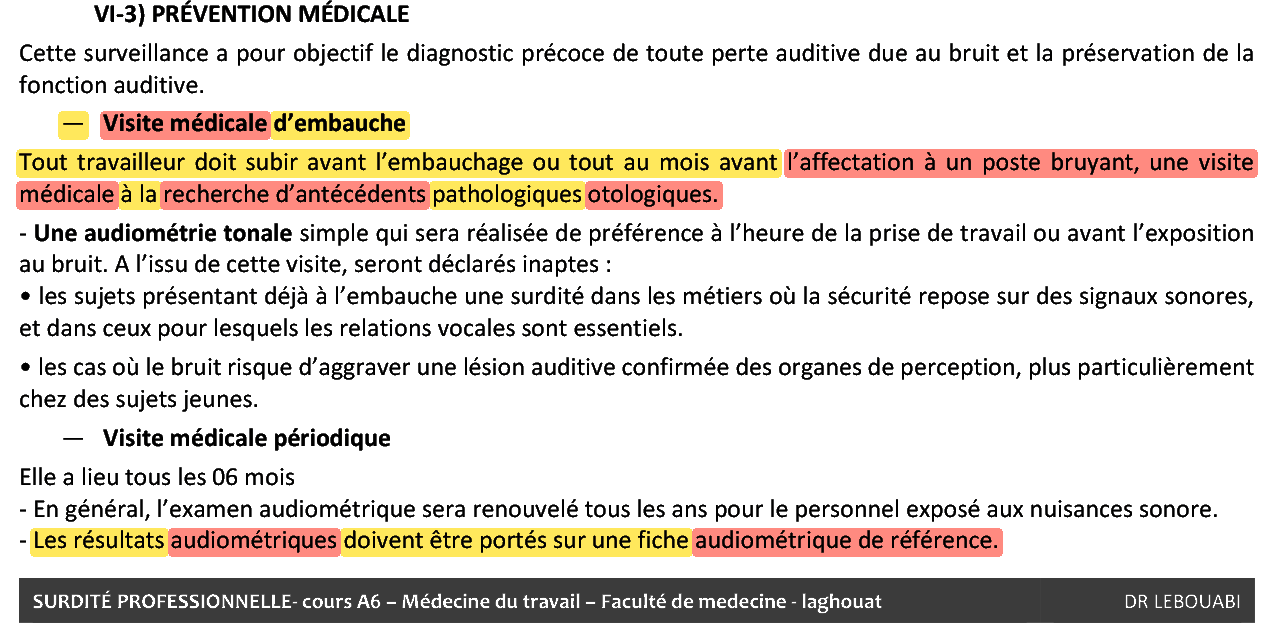 VI-3) PRÉVENTION MÉDICALE
Cette surveillance a pour objectif le diagnostic précoce de toute perte auditive due au bruit et la préservation de la
fonction auditive.
— Visite médicale d’embauche
Tout travailleur doit subir avant l’embauchage ou tout au mois avant l’affectation à un poste bruyant, une visite
médicale à la recherche d’antécédents pathologiques otologiques.
- Une audiométrie tonale simple qui sera réalisée de préférence à l’heure de la prise de travail ou avant l’exposition
au bruit. A l’issu de cette visite, seront déclarés inaptes :
• les sujets présentant déjà à l’embauche une surdité dans les métiers où la sécurité repose sur des signaux sonores,
et dans ceux pour lesquels les relations vocales sont essentiels.
• les cas où le bruit risque d’aggraver une lésion auditive confirmée des organes de perception, plus particulièrement
chez des sujets jeunes.
— Visite médicale périodique
Elle a lieu tous les 06 mois
- En général, l’examen audiométrique sera renouvelé tous les ans pour le personnel exposé aux nuisances sonore.
- Les résultats audiométriques doivent être portés sur une fiche audiométrique de référence.
SURDITÉ PROFESSIONNELLE- cours A6 – Médecine du travail – Faculté de medecine - laghouat DR LEBOUABI